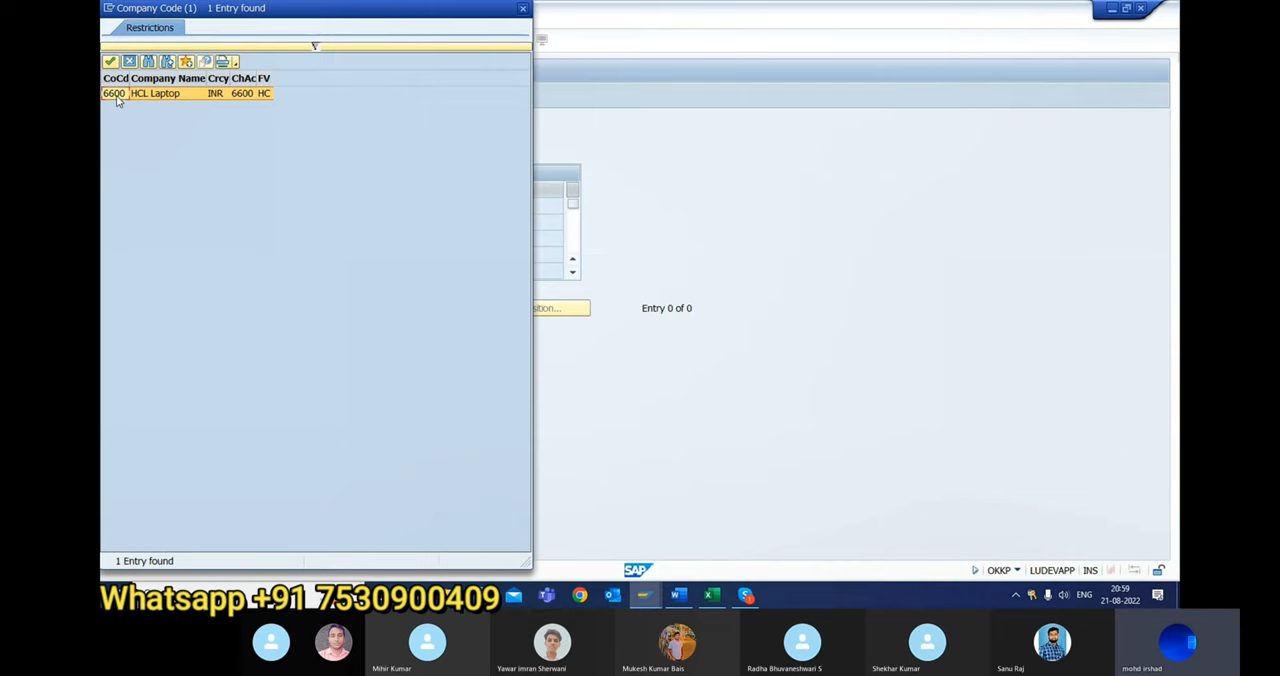 Company Code (1) 1 Entry found
Restrictions
CoCd Company Name Crcy ChAc FV
6600 HCL Laptop INR 6600 HC
sition...
Entry 0 of 0
1 Entry found
SAP
OKKP LUDEVAPP INS
Whatsapp +91 7530900409
ENG
20:59
21-08-2022
Mihir Kumar
Yawar imran Sherwani
Mukesh Kumar Bais
Radha Bhuvaneshwari S
Shekhar Kumar
Sanu Raj
mohd irshad